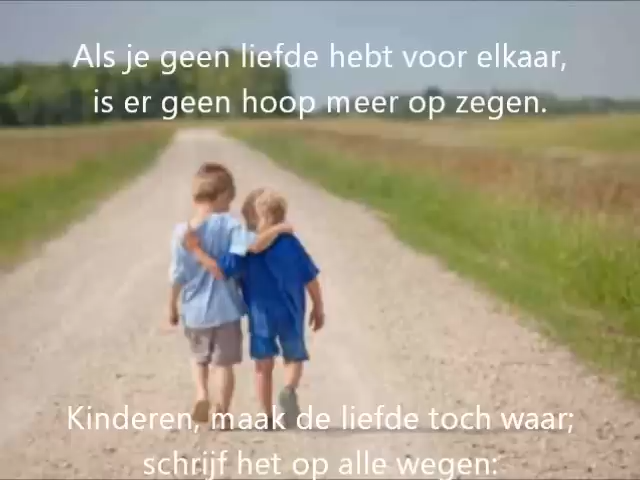 Als je geen liefde hebt voor elkaar,
is er geen hoop meer op zegen.
Kinderen, maak de liefde toch waar;
schrijf het op alle wegen: